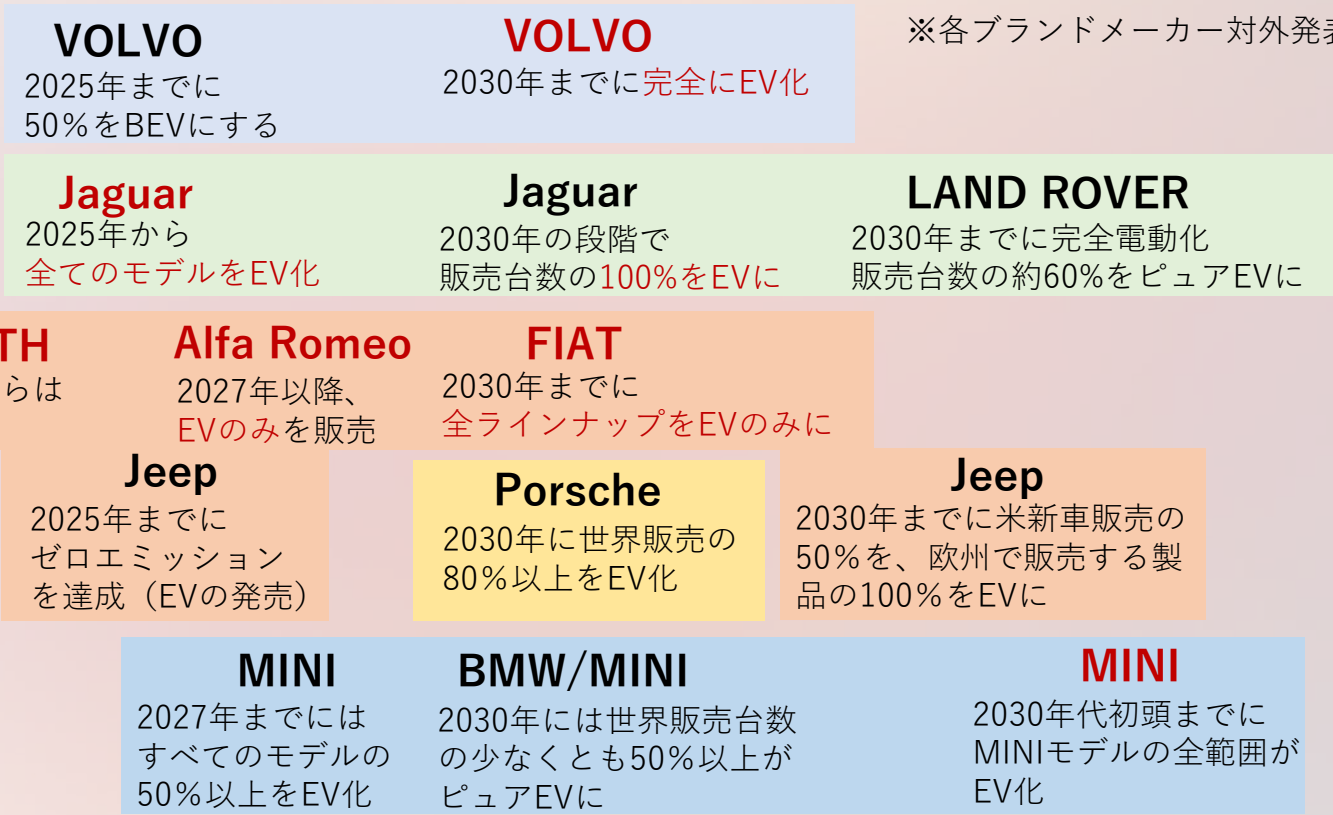 ※各ブランドメーカー対外発表
VOLVO
2025年までに
50%をBEVにする
VOLVO
2030年までに完全にEV化
Jaguar
2025年から
全てのモデルをEV化
Jaguar
2030年の段階で
販売台数の100%をEVに
LAND ROVER
2030年までに完全電動化
販売台数の約60%をピュアEVに
TH
らは
Alfa Romeo
2027年以降、
EVのみを販売
FIAT
2030年までに
全ラインナップをEVのみに
Jeep
2025年までに
ゼロエミッション
を達成（EVの発売）
Porsche
2030年に世界販売の
80%以上をEV化
Jeep
2030年までに米新車販売の
50%を、欧州で販売する製
品の100%をEVに
MINI
2027年までには
すべてのモデルの
50%以上をEV化
BMW/MINI
2030年には世界販売台数
の少なくとも50%以上が
ピュアEVに
MINI
2030年代初頭までに
MINIモデルの全範囲が
EV化